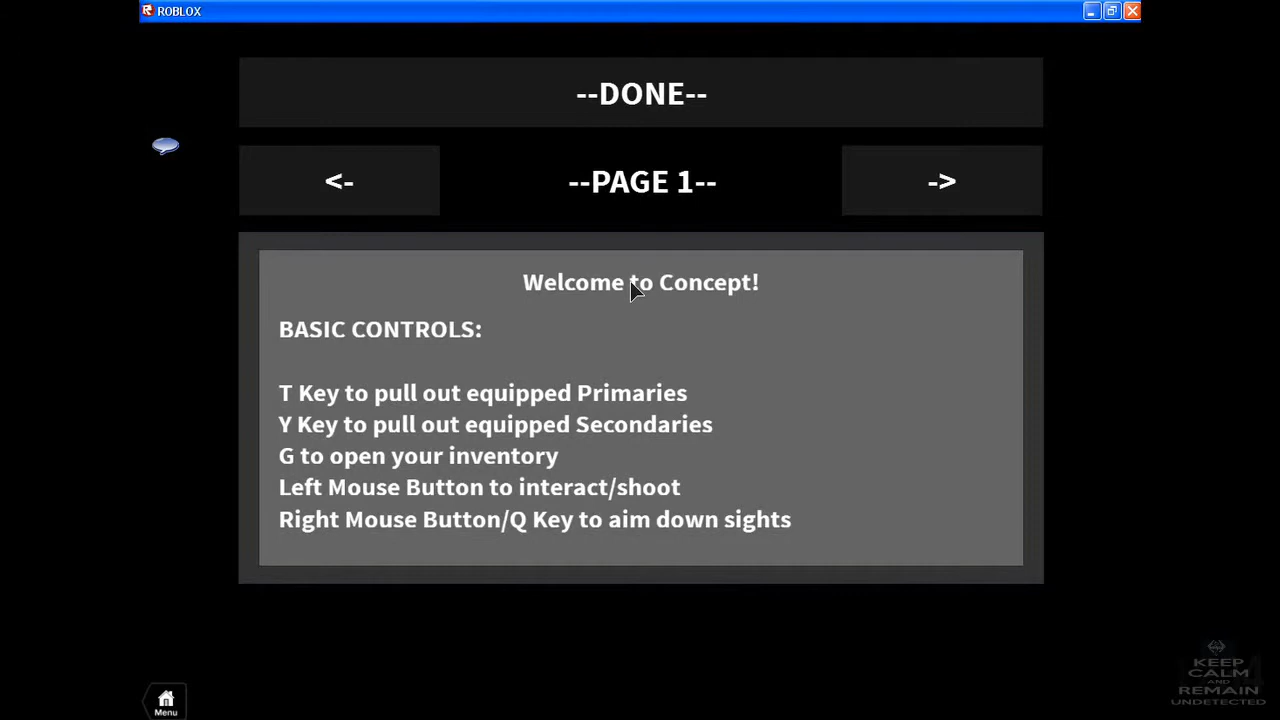 ROBLOX
--DONE--
<-
--PAGE 1--
->
Welcome to Concept!
BASIC CONTROLS:
T Key to pull out equipped Primaries
Y Key to pull out equipped Secondaries
G to open your inventory
Left Mouse Button to interact/shoot
Right Mouse Button/Q Key to aim down sights
Menu
KEEP
CALM
AND
REMAIN
UNDETECTED